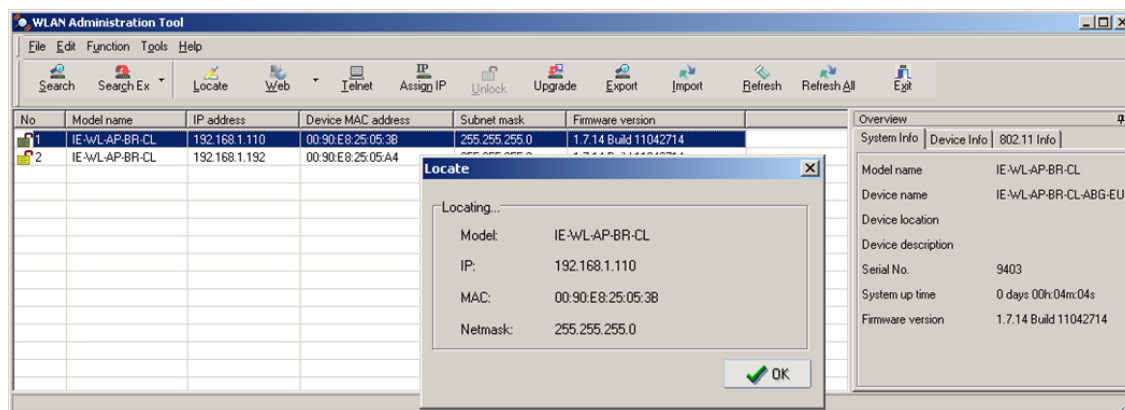 WLAN Administration Tool
File Edit Function Tools Help
Search Search Ex Locate Web Telnet Assign IP Unlock Upgrade Export Import Refresh Refresh All Exit
No Model name IP address Device MAC address Subnet mask Firmware version
1 IE-WL-AP-BR-CL 192.168.1.110 00:90:E8:25:05:3B 255.255.255.0 1.7.14 Build 11042714
2 IE-WL-AP-BR-CL 192.168.1.192 00:90:E8:25:05:A4
Locate
Locating...
Model: IE-WL-AP-BR-CL
IP: 192.168.1.110
MAC: 00:90:E8:25:05:3B
Netmask: 255.255.255.0
OK
Overview
System Info Device Info 802.11 Info
Model name IE-WL-AP-BR-CL
Device name IE-WL-AP-BR-CL-ABG-EU
Device location
Device description
Serial No. 9403
System up time 0 days 00h:04m:04s
Firmware version 1.7.14 Build 11042714